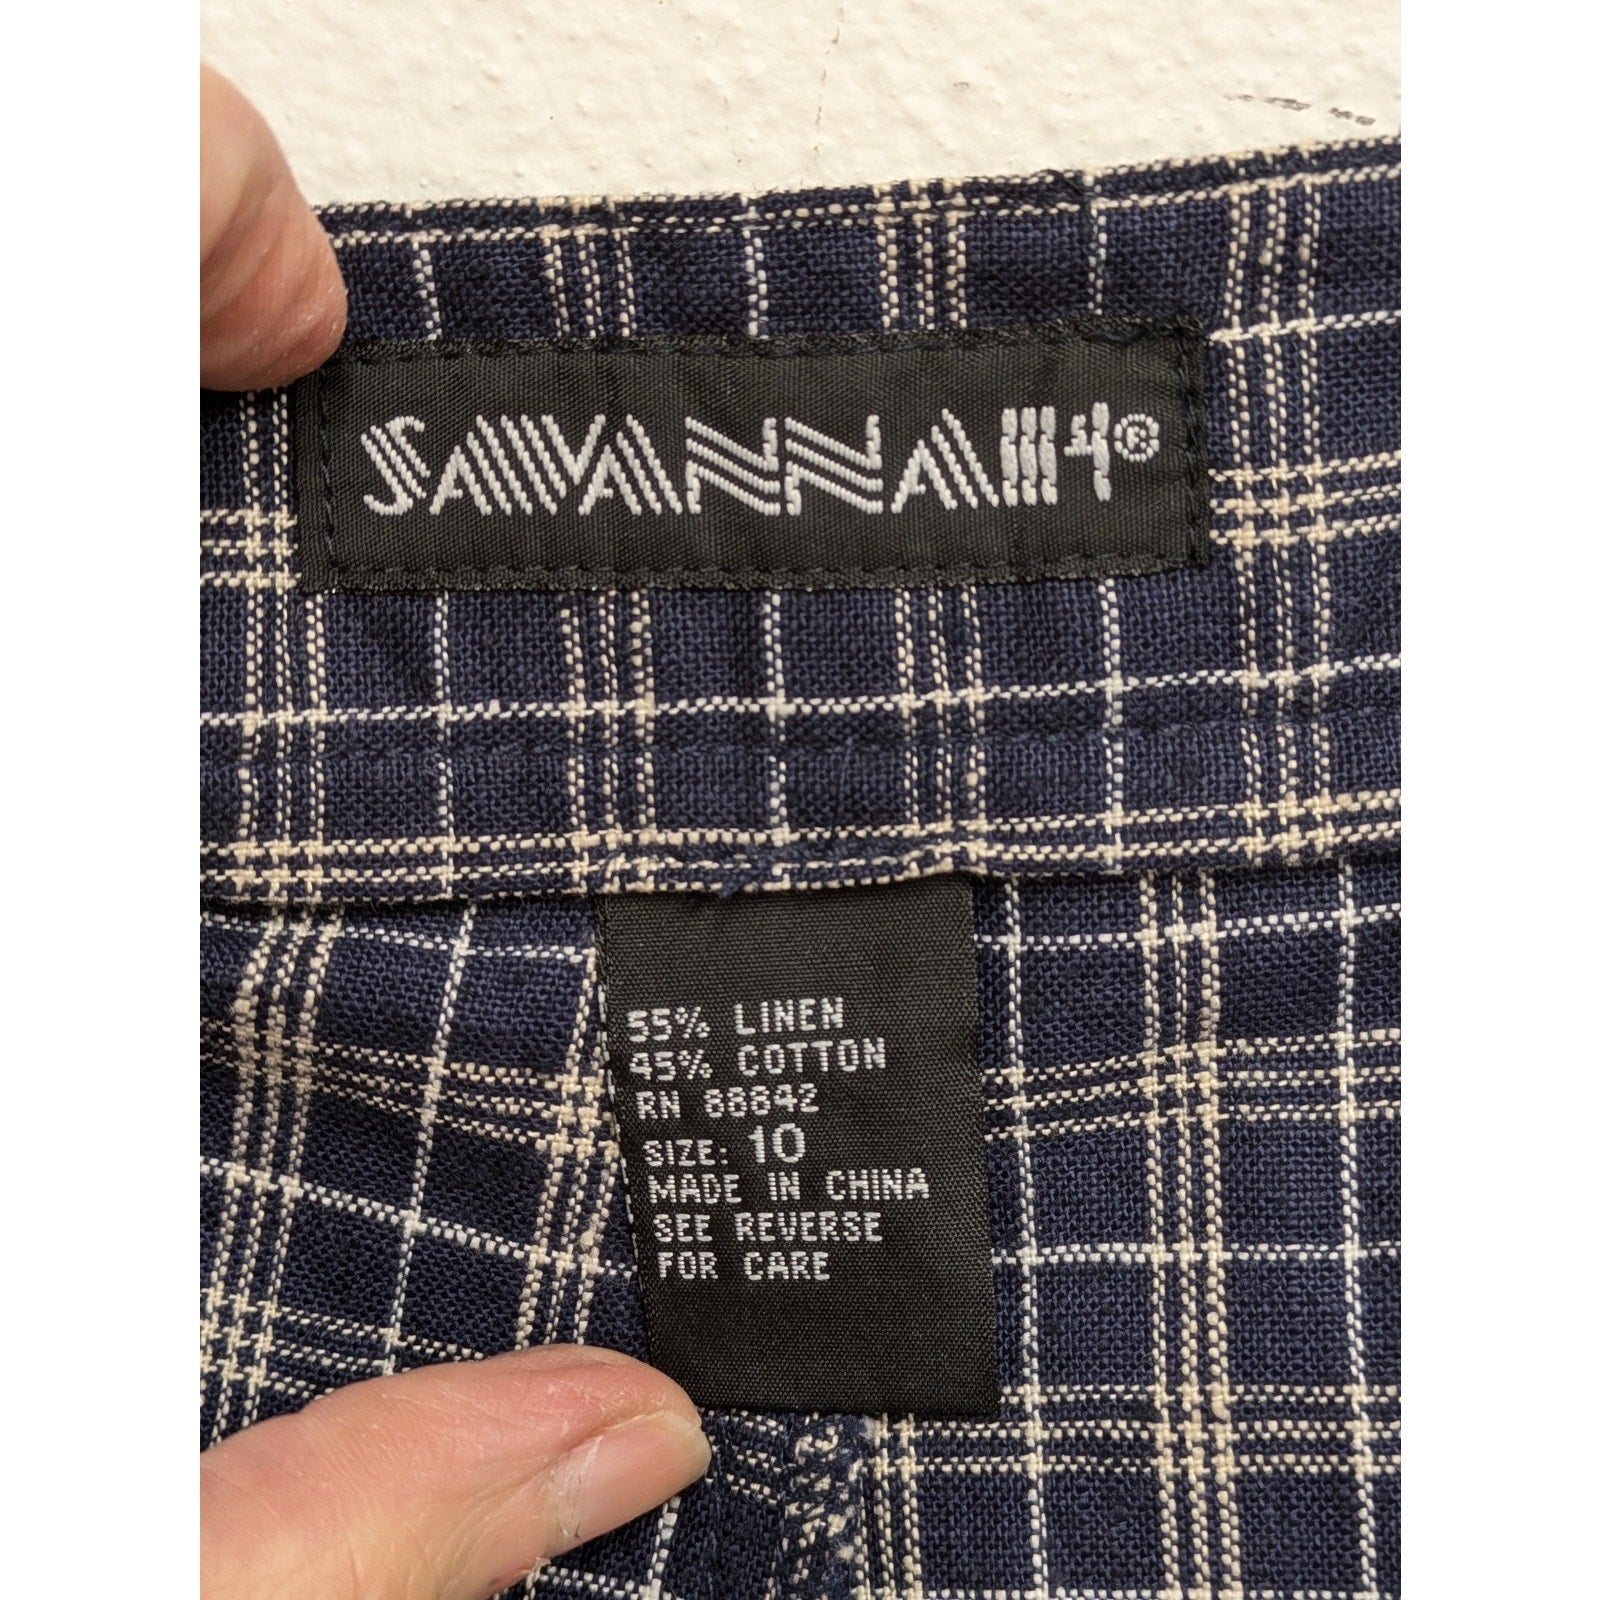 SAVANNAH®
55% LINEN
45% COTTON
RN 88842
SIZE: 10
MADE IN CHINA
SEE REVERSE
FOR CARE